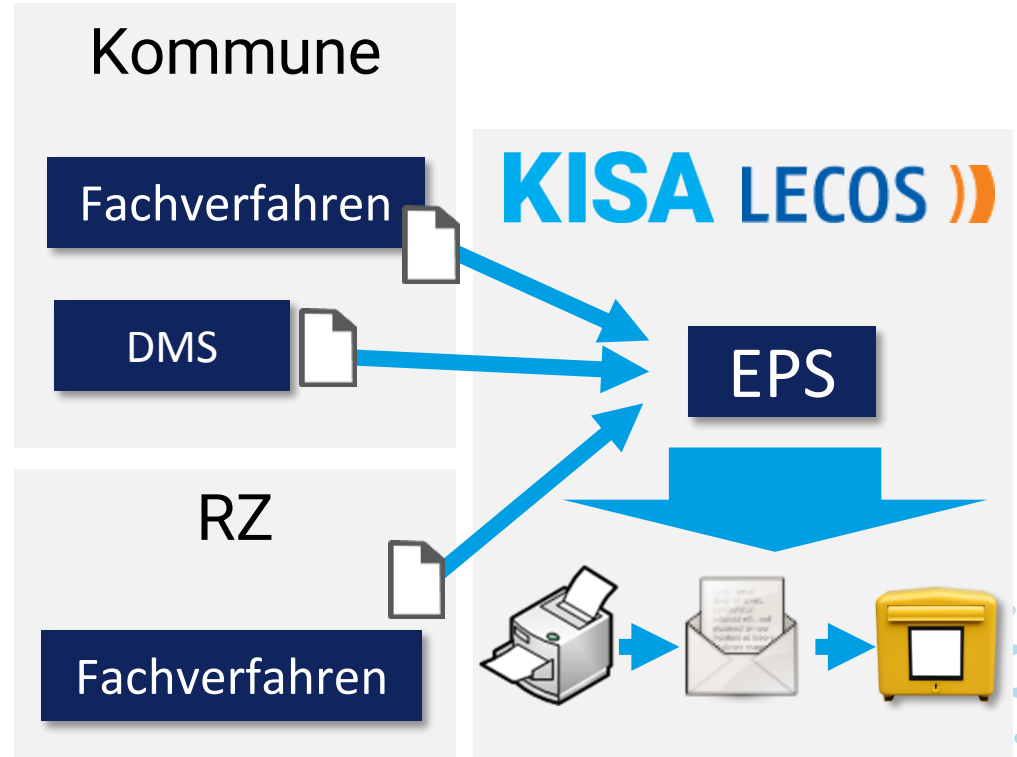 Kommune
Fachverfahren
DMS
RZ
Fachverfahren
KISA LECOS
EPS